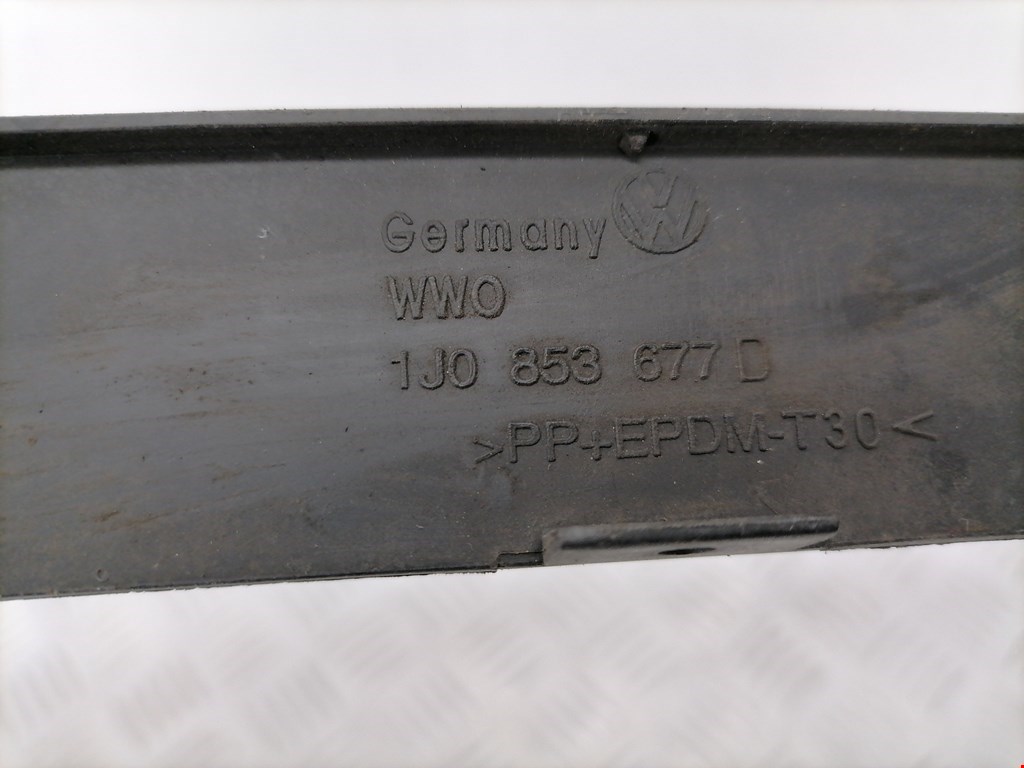 Germany
WWO
1J0 853 677 D
>PP+EPDM-T30<